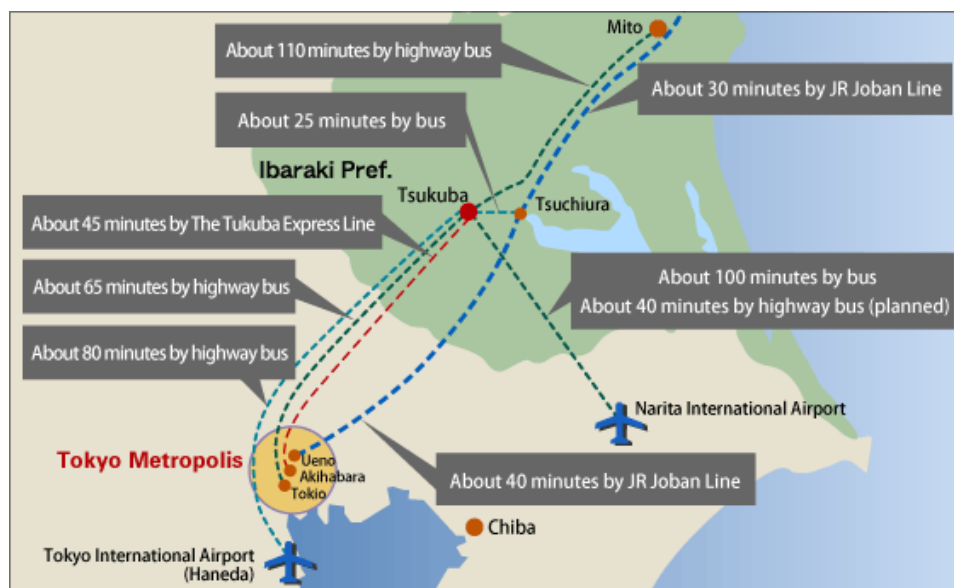 Mito
About 110 minutes by highway bus
About 30 minutes by JR Joban Line
About 25 minutes by bus
Ibaraki Pref.
Tsukuba
Tsuchiura
About 45 minutes by The Tukuba Express Line
About 100 minutes by bus
About 40 minutes by highway bus (planned)
About 65 minutes by highway bus
About 80 minutes by highway bus
Narita International Airport
Tokyo Metropolis
Ueno
Akihabara
Tokio
About 40 minutes by JR Joban Line
Chiba
Tokyo International Airport
(Haneda)